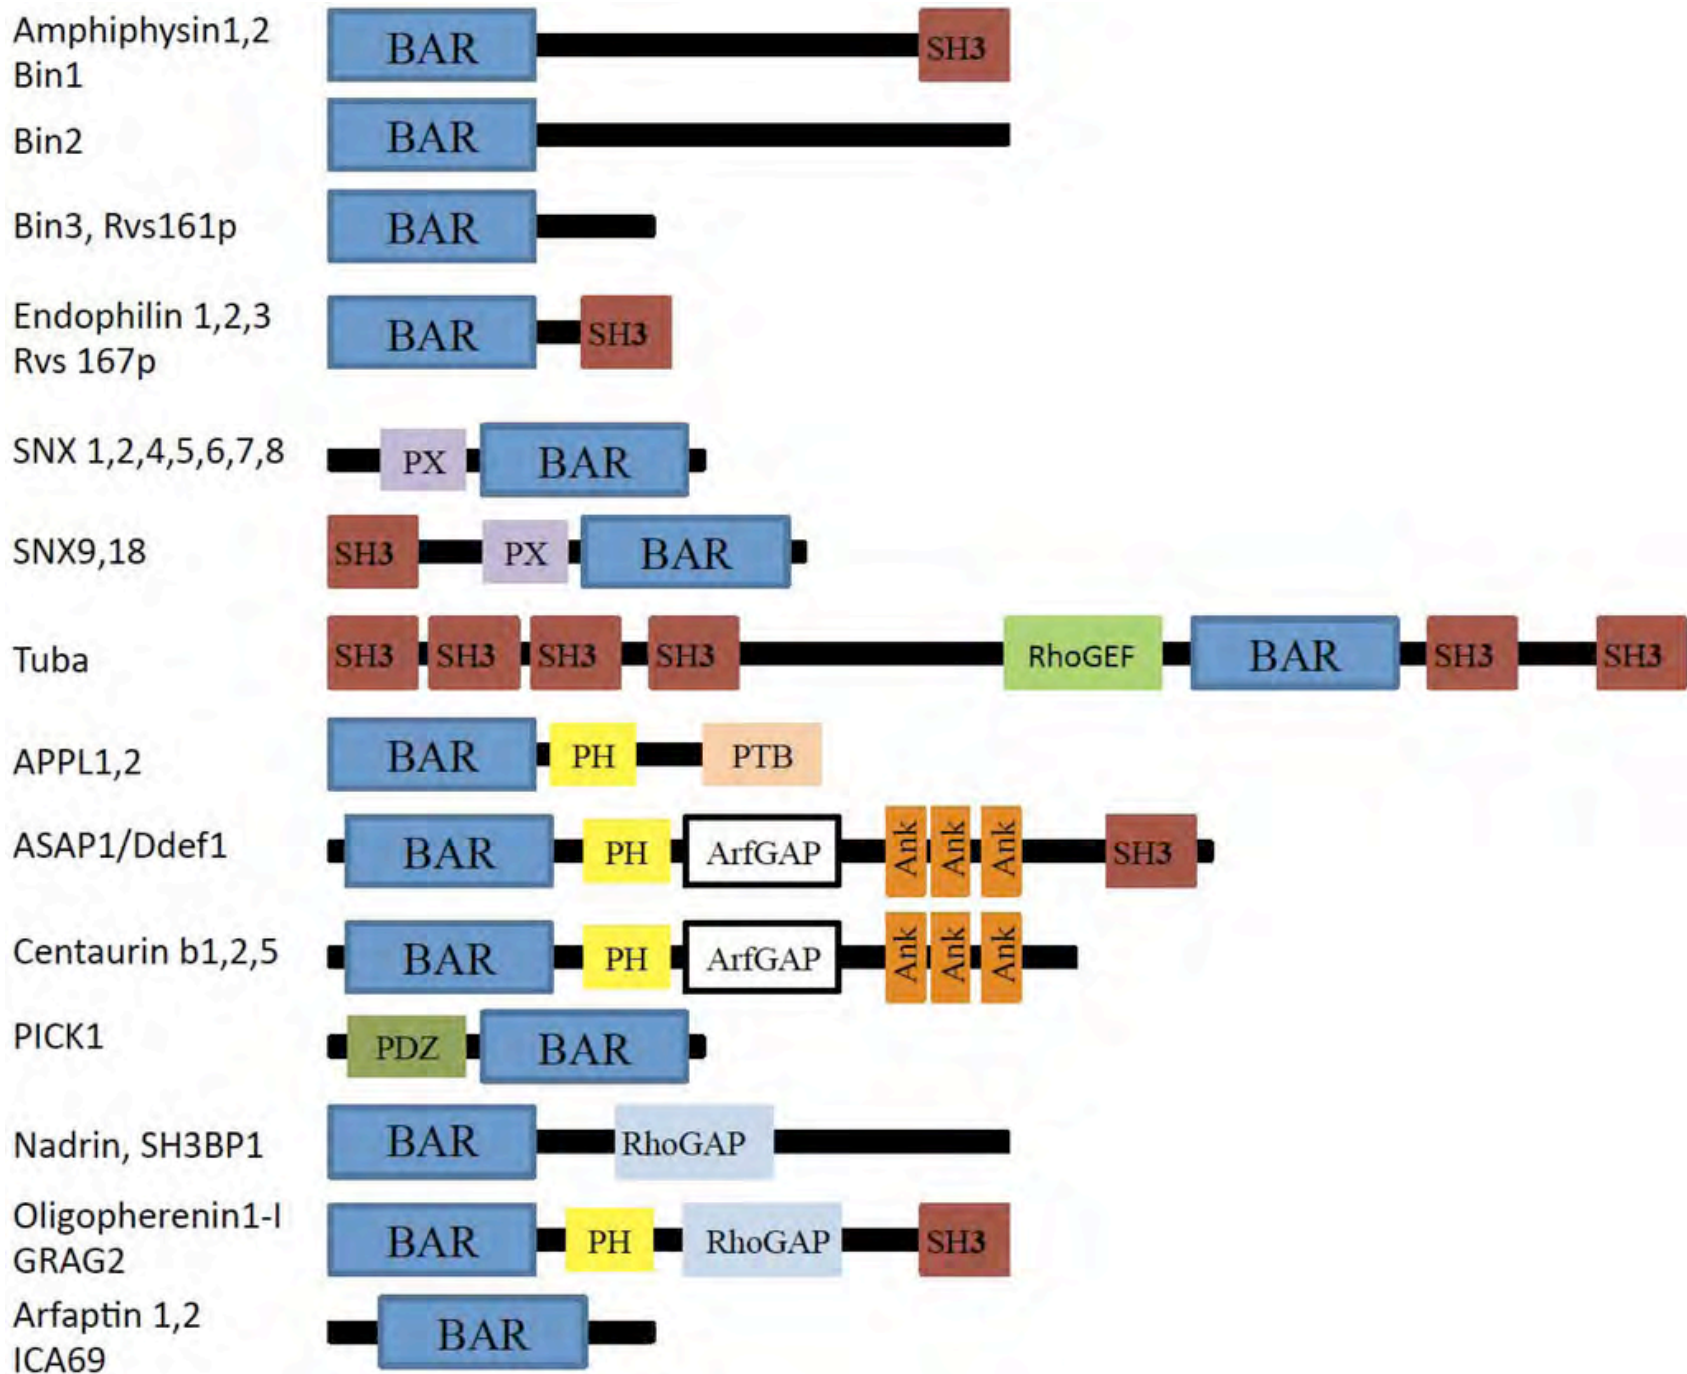 Amphiphysin1,2
Bin1
BAR SH3
Bin2
BAR
Bin3, Rvs161p
BAR
Endophilin 1,2,3
Rvs 167p
BAR SH3
SNX 1,2,4,5,6,7,8
PX BAR
SNX9,18
SH3 PX BAR
Tuba
SH3 SH3 SH3 SH3 RhoGEF BAR SH3 SH3
APPL1,2
BAR PH PTB
ASAP1/Ddef1
BAR PH ArfGAP Ank Ank Ank SH3
Centaurin b1,2,5
BAR PH ArfGAP Ank Ank Ank
PICK1
PDZ BAR
Nadrin, SH3BP1
BAR RhoGAP
Oligopherenin1-l
GRAG2
BAR PH RhoGAP SH3
Arfaptin 1,2
ICA69
BAR